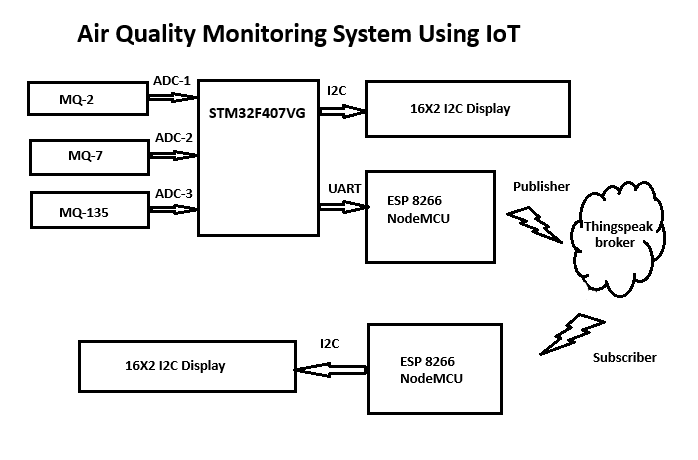 Air Quality Monitoring System Using IoT
MQ-2
ADC-1
STM32F407VG
I2C
16X2 I2C Display
MQ-7
ADC-2
MQ-135
ADC-3
UART
ESP 8266
NodeMCU
Publisher
Thingspeak
broker
16X2 I2C Display
I2C
ESP 8266
NodeMCU
Subscriber